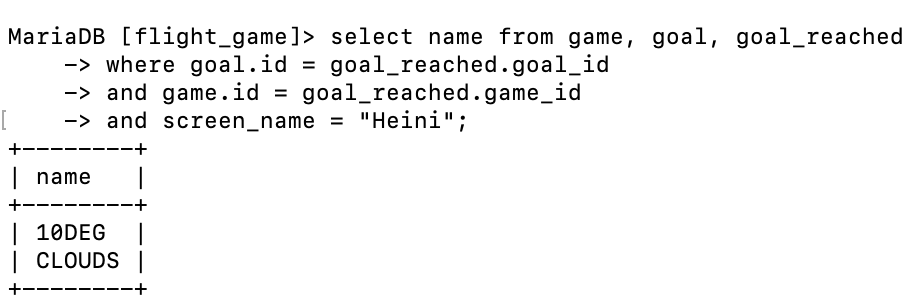 MariaDB [flight_game]> select name from game, goal, goal_reached
    -> where goal.id = goal_reached.goal_id
    -> and game.id = goal_reached.game_id
[    -> and screen_name = "Heini";
+--------+
| name   |
+--------+
| 10DEG  |
| CLOUDS |
+--------+